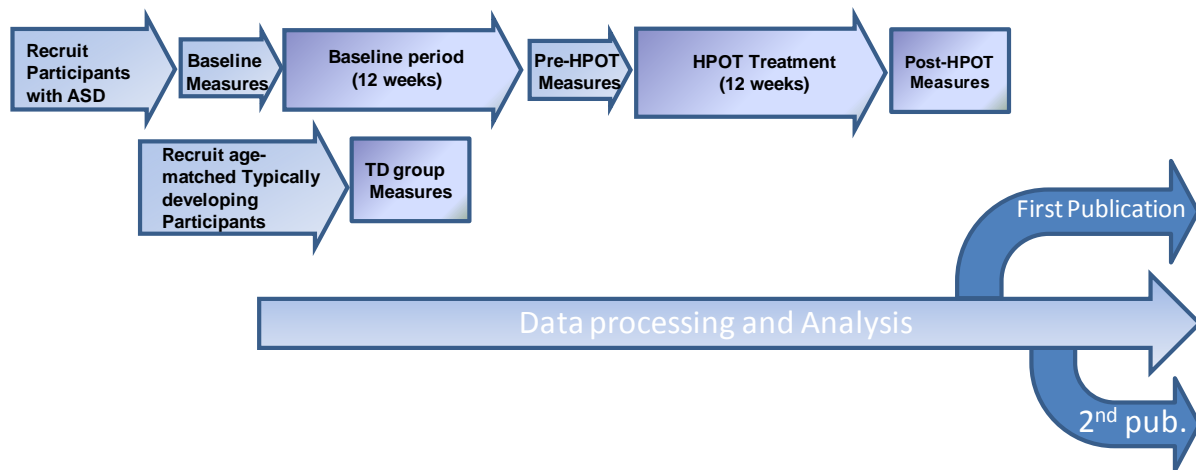 Recruit
Participants
with ASD
Baseline
Measures
Baseline period
(12 weeks)
Pre-HPOT
Measures
HPOT Treatment
(12 weeks)
Post-HPOT
Measures
Recruit age-
matched Typically
developing
Participants
TD group
Measures
First Publication
Data processing and Analysis
2nd pub.